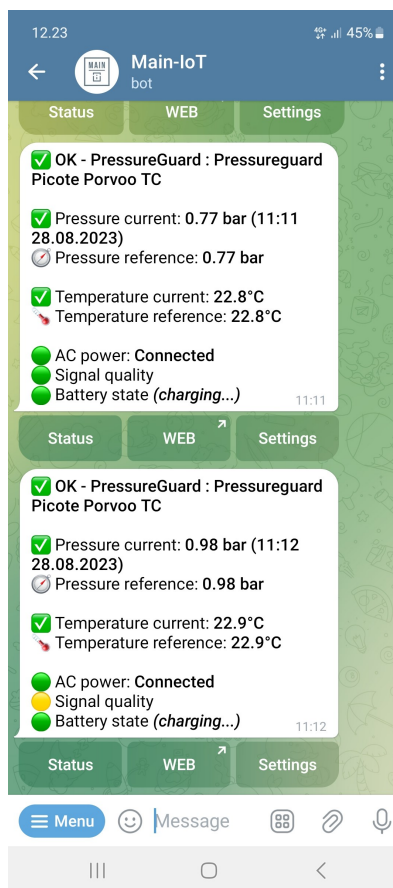 12.23
4G+ 45%
MAIN
Main-IoT
bot
Status WEB Settings
✅ OK - PressureGuard : Pressureguard
Picote Porvoo TC
✅ Pressure current: 0.77 bar (11:11
28.08.2023)
Pressure reference: 0.77 bar
✅ Temperature current: 22.8°C
Temperature reference: 22.8°C
AC power: Connected
Signal quality
Battery state (charging...)
11:11
Status WEB Settings
✅ OK - PressureGuard : Pressureguard
Picote Porvoo TC
✅ Pressure current: 0.98 bar (11:12
28.08.2023)
Pressure reference: 0.98 bar
✅ Temperature current: 22.9°C
Temperature reference: 22.9°C
AC power: Connected
Signal quality
Battery state (charging...)
11:12
Status WEB Settings
Menu Message